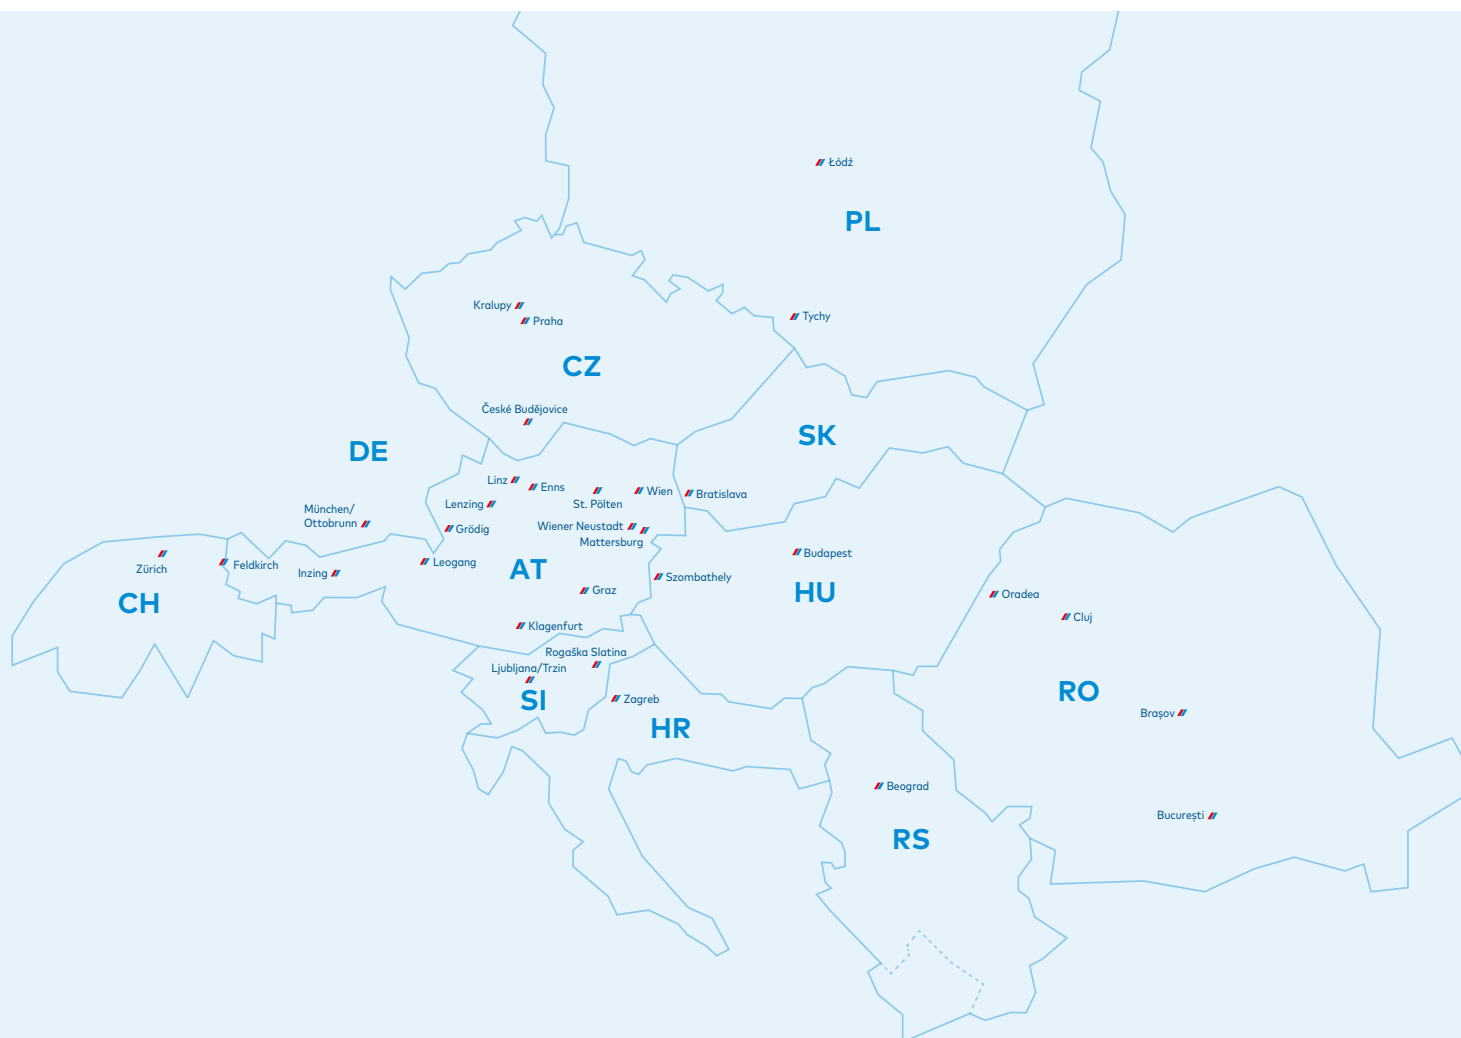 Łódź
PL
Kralupy
Praha
Tychy
CZ
České Budějovice
SK
DE
Linz
Enns
St. Pölten
Wien
Bratislava
Lenzing
München/
Ottobrunn
Grödig
Wiener Neustadt
Mattersburg
Zürich
Feldkirch
Inzing
Leogang
AT
Budapest
Szombathely
HU
CH
Graz
Oradea
Cluj
Klagenfurt
Rogaška Slatina
Ljubljana/Trzin
SI
Zagreb
HR
RO
Brașov
Beograd
București
RS